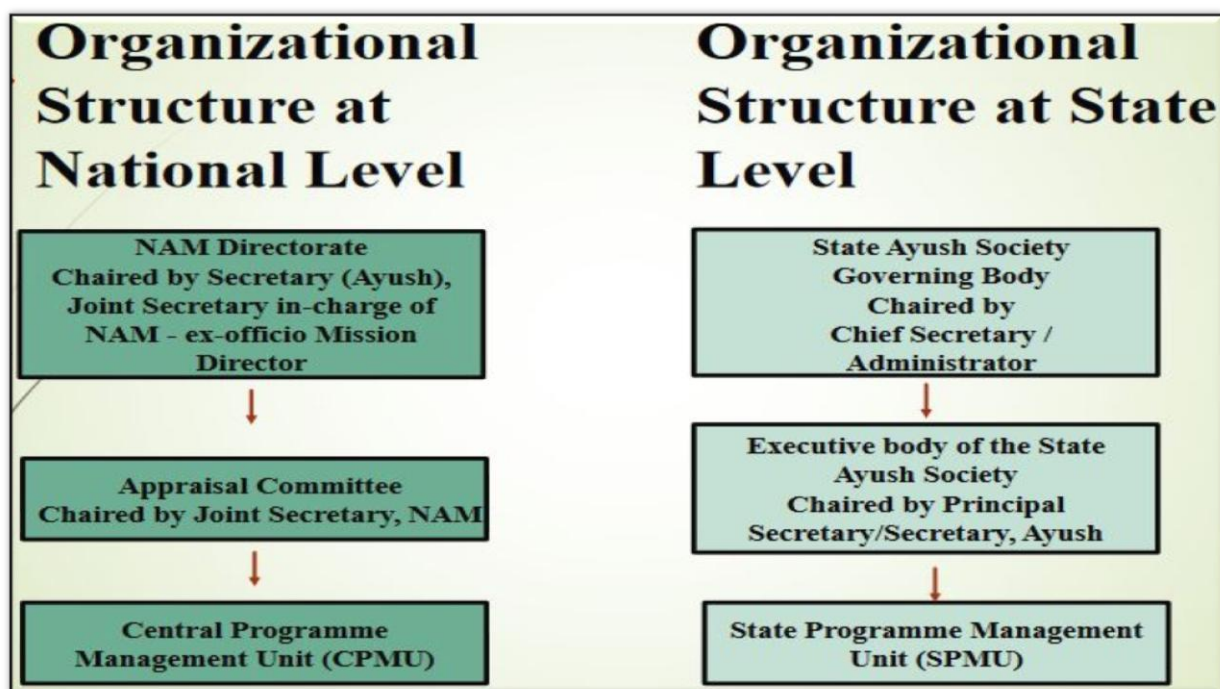 Organizational
Structure at
National Level
NAM Directorate
Chaired by Secretary (Ayush),
Joint Secretary in-charge of
NAM - ex-officio Mission
Director
Appraisal Committee
Chaired by Joint Secretary, NAM
Central Programme
Management Unit (CPMU)
Organizational
Structure at State
Level
State Ayush Society
Governing Body
Chaired by
Chief Secretary /
Administrator
Executive body of the State
Ayush Society
Chaired by Principal
Secretary/Secretary, Ayush
State Programme Management
Unit (SPMU)